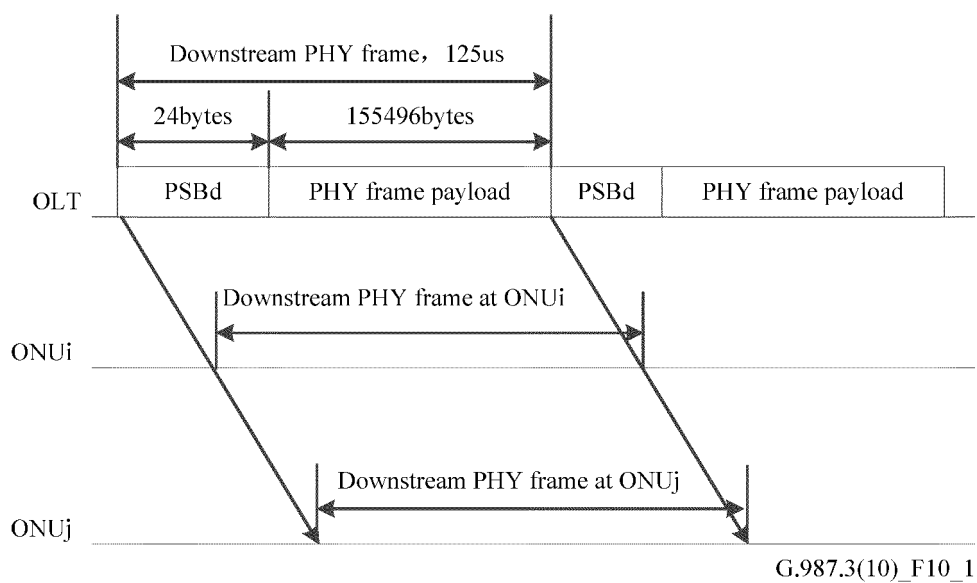 Downstream PHY frame，125us
24bytes
155496bytes
OLT
PSBd
PHY frame payload
PSBd
PHY frame payload
Downstream PHY frame at ONUi
ONUi
Downstream PHY frame at ONUj
ONUj
G.987.3(10)_F10_1